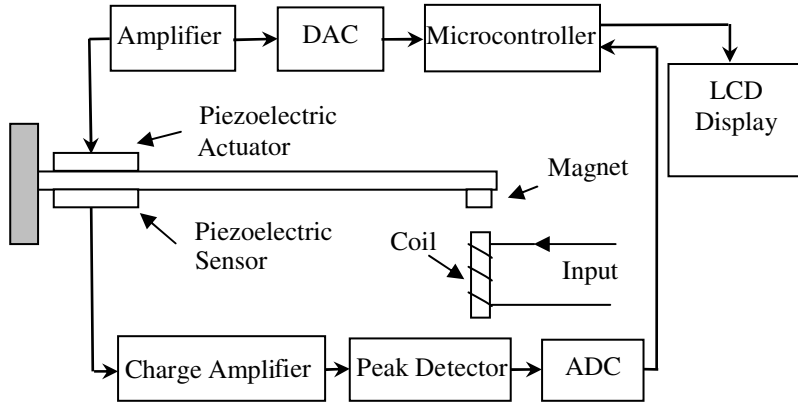 Amplifier
DAC
Microcontroller
LCD
Display
Piezoelectric
Actuator
Magnet
Piezoelectric
Sensor
Coil
Input
Charge Amplifier
Peak Detector
ADC